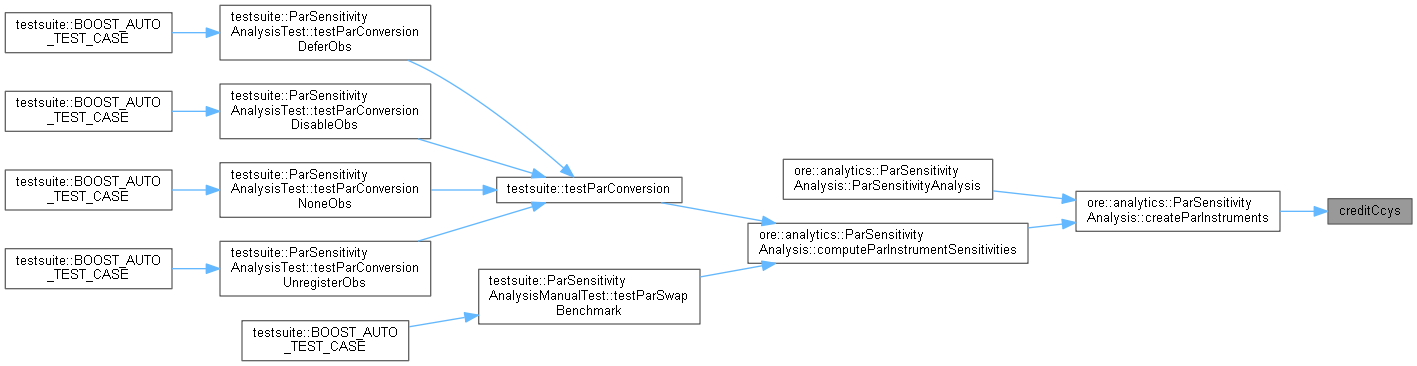 testsuite::BOOST_AUTO
_TEST_CASE
testsuite::ParSensitivity
AnalysisTest::testParConversion
DeferObs
testsuite::BOOST_AUTO
_TEST_CASE
testsuite::ParSensitivity
AnalysisTest::testParConversion
DisableObs
testsuite::BOOST_AUTO
_TEST_CASE
testsuite::ParSensitivity
AnalysisTest::testParConversion
NoneObs
testsuite::BOOST_AUTO
_TEST_CASE
testsuite::ParSensitivity
AnalysisTest::testParConversion
UnregisterObs
testsuite::BOOST_AUTO
_TEST_CASE
testsuite::testParConversion
testsuite::ParSensitivity
AnalysisManualTest::testParSwap
Benchmark
ore::analytics::ParSensitivity
Analysis::ParSensitivityAnalysis
ore::analytics::ParSensitivity
Analysis::computeParInstrumentSensitivities
ore::analytics::ParSensitivity
Analysis::createParInstruments
creditCcys